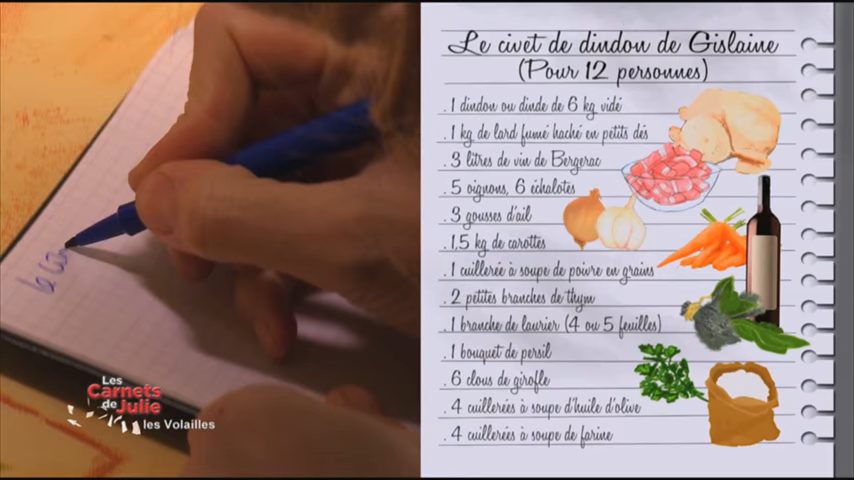 Le civet de dindon de Gislaine
(Pour 12 personnes)
. 1 dindon ou dinde de 6 kg vidé
. 1 kg de lard fumé haché en petits dés
. 3 litres de vin de Bergerac
. 5 oignons, 6 échalotes
. 3 gousses d'ail
. 1,5 kg de carottes
. 1 cuillerée à soupe de poivre en grains
. 2 petites branches de thym
. 1 branche de laurier (4 ou 5 feuilles)
. 1 bouquet de persil
. 6 clous de girofle
. 4 cuillerées à soupe d'huile d'olive
. 4 cuillerées à soupe de farine
Les
Carnets
de Julie
les Volailles